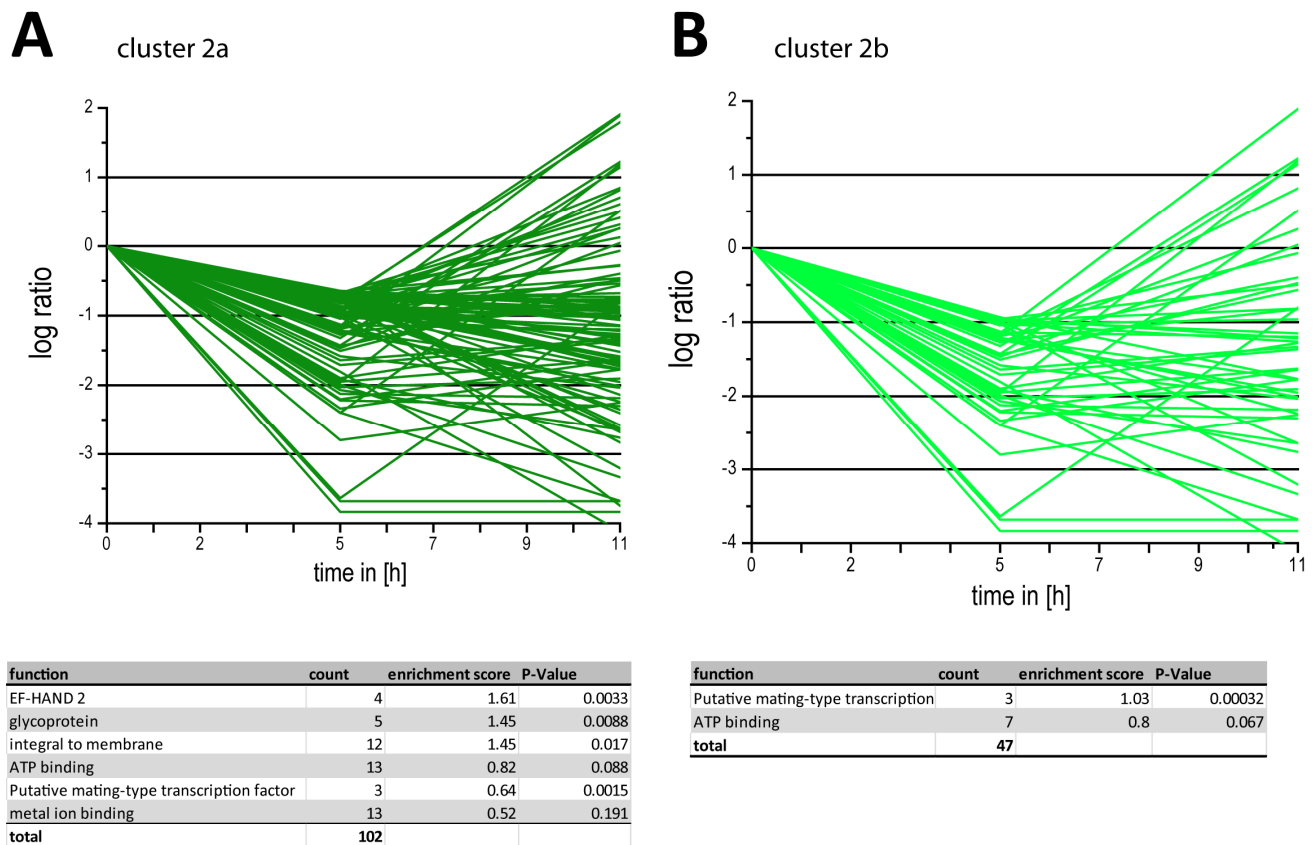 A
cluster 2a
2
1
0
-1
-2
-3
-4
log ratio
0 2 5 7 9 11
time in [h]
B
cluster 2b
2
1
0
-1
-2
-3
-4
log ratio
0 2 5 7 9 11
time in [h]
function count enrichment score P-Value
EF-HAND 2 4 1.61 0.0033
glycoprotein 5 1.45 0.0088
integral to membrane 12 1.45 0.017
ATP binding 13 0.82 0.088
Putative mating-type transcription factor 3 0.64 0.0015
metal ion binding 13 0.52 0.191
total 102
function count enrichment score P-Value
Putative mating-type transcription 3 1.03 0.00032
ATP binding 7 0.8 0.067
total 47